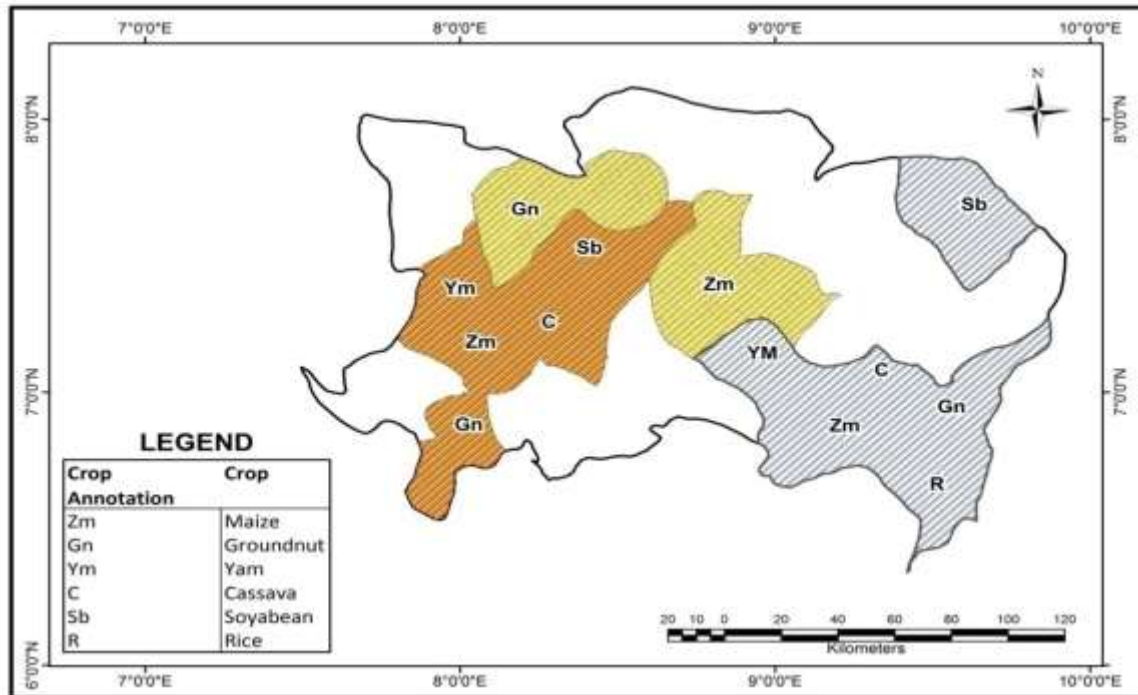 7°0'0"E 8°0'0"E 9°0'0"E 10°0'0"E
N
8°0'0"N 8°0'0"N
Sb
Gn
Sb
Ym Zm
C
Zm YM
C
7°0'0"N 7°0'0"N
Gn
Gn Zm
R
LEGEND
Crop Annotation Crop
Zm Maize
Gn Groundnut
Ym Yam
C Cassava
Sb Soyabean
R Rice
20 10 0 20 40 60 80 100 120
Kilometers
6°0'0"N 6°0'0"N
7°0'0"E 8°0'0"E 9°0'0"E 10°0'0"E